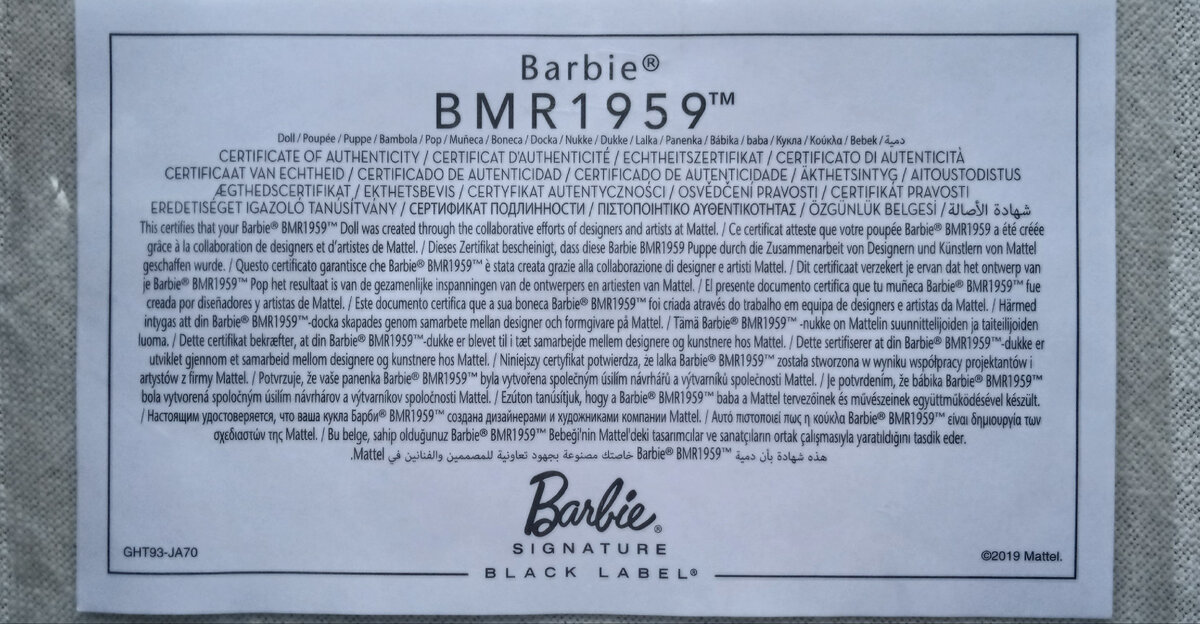 Barbie®
BMR1959™
Doll / Poupée / Puppe / Bambola / Pop / Muñeca / Boneca / Docka / Nukke / Dukke / Lalka / Panenka / Bábika / baba / Кукла / Κούκλα / Bebek / دمية
CERTIFICATE OF AUTHENTICITY / CERTIFICAT D'AUTHENTICITÉ / ECHTHEITSZERTIFIKAT / CERTIFICATO DI AUTENTICITÀ
CERTIFICAAT VAN ECHTHEID / CERTIFICADO DE AUTENTICIDAD / CERTIFICADO DE AUTENTICIDADE / ÄKTHETSINTYG / AITOUSTODISTUS
ÆGTHEDSCERTIFIKAT / EKTHETSBEVIS / CERTYFIKAT AUTENTYCZNOŚCI / OSVĚDČENÍ PRAVOSTI / CERTIFIKÁT PRAVOSTI
EREDETISÉGET IGAZOLÓ TANÚSÍTVÁNY / СЕРТИФИКАТ ПОДЛИННОСТИ / ΠΙΣΤΟΠΟΙΗΤΙΚΟ ΑΥΘΕΝΤΙΚΟΤΗΤΑΣ / ÖZGÜNLÜK BELGESİ / شهادة الأصالة
This certifies that your Barbie® BMR1959™ Doll was created through the collaborative efforts of designers and artists at Mattel. / Ce certificat atteste que votre poupée Barbie® BMR1959 a été créée
grâce à la collaboration de designers et d'artistes de Mattel. / Dieses Zertifikat bescheinigt, dass diese Barbie BMR1959 Puppe durch die Zusammenarbeit von Designern und Künstlern von Mattel
geschaffen wurde. / Questo certificato garantisce che Barbie® BMR1959™ è stata creata grazie alla collaborazione di designer e artisti Mattel. / Dit certificaat verzekert je ervan dat het ontwerp van
je Barbie® BMR1959™ Pop het resultaat is van de gezamenlijke inspanningen van de ontwerpers en artiesten van Mattel. / El presente documento certifica que tu muñeca Barbie® BMR1959™ fue
creada por diseñadores y artistas de Mattel. / Este documento certifica que a sua boneca Barbie® BMR1959™ foi criada através do trabalho em equipa de designers e artistas da Mattel. / Härmed
intygas att din Barbie® BMR1959™-docka skapades genom samarbete mellan designer och formgivare på Mattel. / Tämä Barbie® BMR1959™ -nukke on Mattelin suunnittelijoiden ja taiteilijoiden
luoma. / Dette certifikat bekræfter, at din Barbie® BMR1959™-dukke er blevet til i tæt samarbejde mellem designere og kunstnere hos Mattel. / Dette sertifiserer at din Barbie® BMR1959™-dukke er
utviklet gjennom et samarbeid mellom designere og kunstnere hos Mattel. / Niniejszy certyfikat potwierdza, że lalka Barbie® BMR1959™ została stworzona w wyniku współpracy projektantów i
artystów z firmy Mattel. / Potvrzuje, že vaše panenka Barbie® BMR1959™ byla vytvořena společným úsilím návrhářů a výtvarníků společnosti Mattel. / Je potvrdením, že bábika Barbie® BMR1959™
bola vytvorená spoločným úsilím návrhárov a výtvarníkov spoločnosti Mattel. / Ezúton tanúsítjuk, hogy a Barbie® BMR1959™ baba a Mattel tervezőinek és művészeinek együttműködésével készült.
/ Настоящим удостоверяется, что ваша кукла Барби® BMR1959™ создана дизайнерами и художниками компании Mattel. / Αυτό πιστοποιεί πως η κούκλα Barbie® BMR1959™ είναι δημιουργία των
σχεδιαστών της Mattel. / Bu belge, sahip olduğunuz Barbie® BMR1959™ Bebeği'nin Mattel'deki tasarımcılar ve sanatçıların ortak çalışmasıyla yaratıldığını tasdik eder.
هذه شهادة بأن دمية Barbie® BMR1959™ خاصتك مصنوعة بجهود تعاونية للمصممين والفنانين في Mattel.
Barbie®
SIGNATURE
GHT93-JA70
©2019 Mattel.
BLACK LABEL®